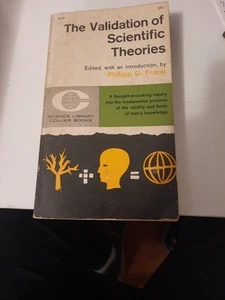 The Validation of
Scientific
Theories
Edited, with an introduction, by
Philipp G. Frank
A thought-provoking inquiry
into the fundamental problem
of the validity and limits
of man's knowledge
SCIENCE LIBRARY
COLLIER BOOKS